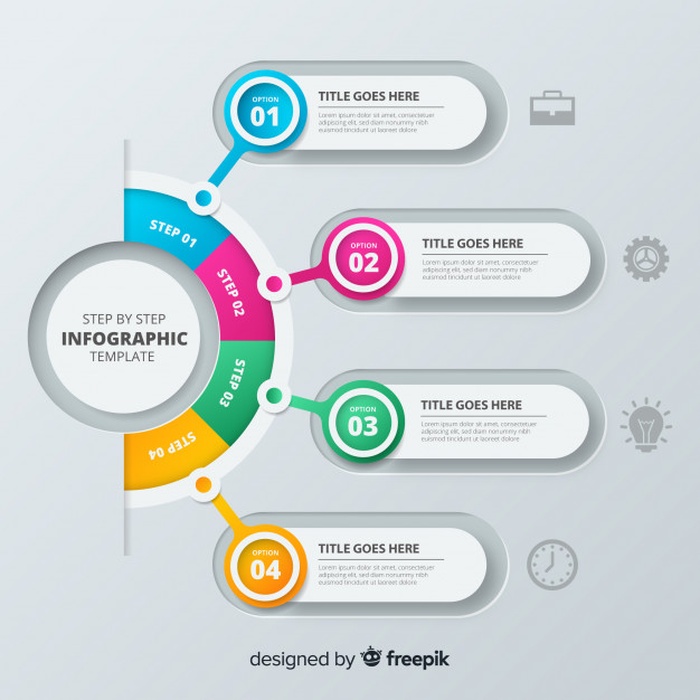 STEP BY STEP
INFOGRAPHIC
TEMPLATE
STEP 01
STEP 02
STEP 03
STEP 04
OPTION
01
TITLE GOES HERE
Lorem ipsum dolor sit amet, consectetur
adipiscing elit, sed diam nonummy nibh
euismod tincidunt ut laoreet dolore
OPTION
02
TITLE GOES HERE
Lorem ipsum dolor sit amet, consectetur
adipiscing elit, sed diam nonummy nibh
euismod tincidunt ut laoreet dolore
OPTION
03
TITLE GOES HERE
Lorem ipsum dolor sit amet, consectetur
adipiscing elit, sed diam nonummy nibh
euismod tincidunt ut laoreet dolore
OPTION
04
TITLE GOES HERE
Lorem ipsum dolor sit amet, consectetur
adipiscing elit, sed diam nonummy nibh
euismod tincidunt ut laoreet dolore
designed by freepik